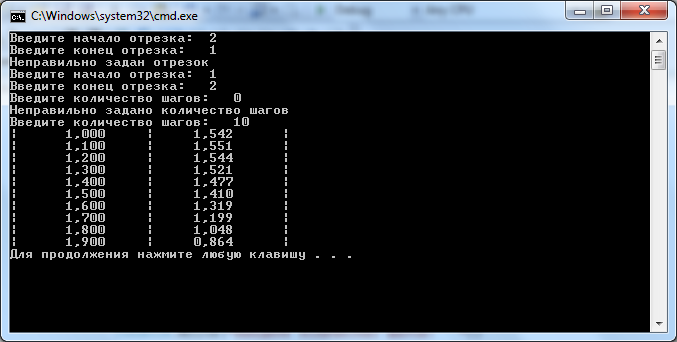 C:\Windows\system32\cmd.exe
Введите начало отрезка: 2
Введите конец отрезка: 1
Неправильно задан отрезок
Введите начало отрезка: 1
Введите конец отрезка: 2
Введите количество шагов: 0
Неправильно задано количество шагов
Введите количество шагов: 10
¦ 1,000 ¦ 1,542 ¦
¦ 1,100 ¦ 1,551 ¦
¦ 1,200 ¦ 1,544 ¦
¦ 1,300 ¦ 1,521 ¦
¦ 1,400 ¦ 1,477 ¦
¦ 1,500 ¦ 1,410 ¦
¦ 1,600 ¦ 1,319 ¦
¦ 1,700 ¦ 1,199 ¦
¦ 1,800 ¦ 1,048 ¦
¦ 1,900 ¦ 0,864 ¦
Для продолжения нажмите любую клавишу . . .